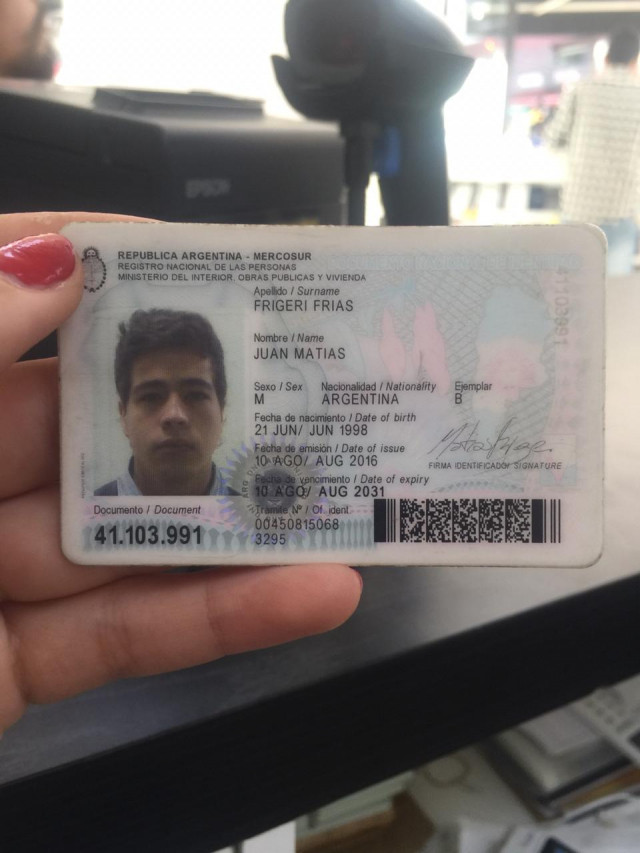 EPSON
REPUBLICA ARGENTINA - MERCOSUR
REGISTRO NACIONAL DE LAS PERSONAS
MINISTERIO DEL INTERIOR, OBRAS PUBLICAS Y VIVIENDA
Apellido / Surname
FRIGERI FRIAS
Nombre / Name
JUAN MATIAS
Sexo / Sex Nacionalidad / Nationality Ejemplar
M ARGENTINA B
Fecha de nacimiento / Date of birth
21 JUN/ JUN 1998
Fecha de emisión / Date of issue
10 AGO/ AUG 2016
FIRMA IDENTIFICADO/ SIGNATURE
Fecha de vencimiento / Date of expiry
10 AGO/ AUG 2031
Documento / Document
41.103.991
Trámite Nº / Of. ident.
00450815068
3295
41103991